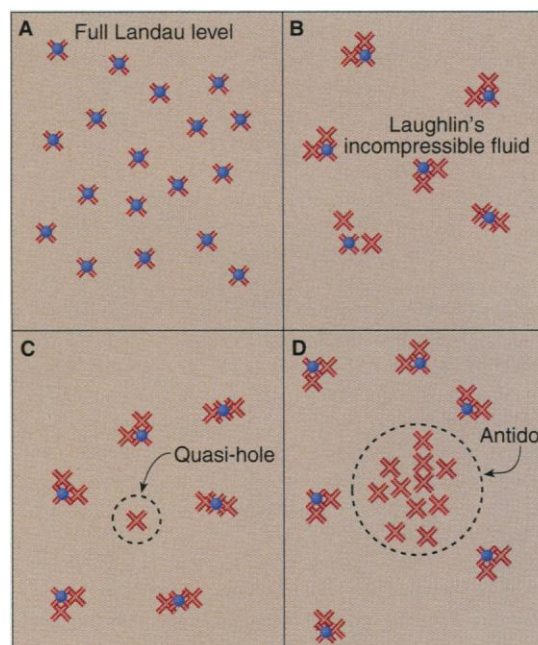 A
Full Landau level
B
Laughlin's
incompressible fluid
C
Quasi-hole
D
Antido